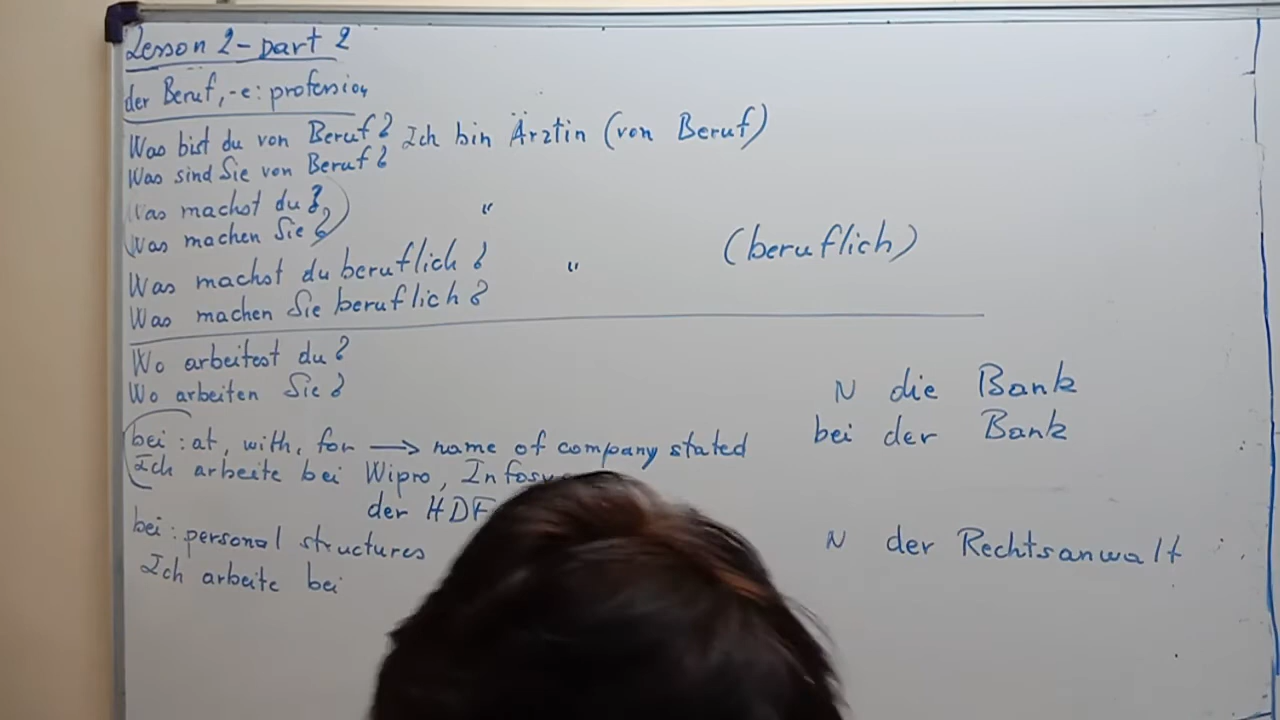 Lesson 2 - part 2
der Beruf, -e : profession
Was bist du von Beruf? Ich bin Ärztin (von Beruf)
Was sind Sie von Beruf?
(Was machst du?) "
(Was machen Sie?) (beruflich)
Was machst du beruflich? "
Was machen Sie beruflich?
Wo arbeitest du?
Wo arbeiten Sie?
N die Bank
bei der Bank
bei : at, with, for → name of company stated
Ich arbeite bei Wipro,
der
bei : personal structures
N der Rechtsanwalt
Ich arbeite bei